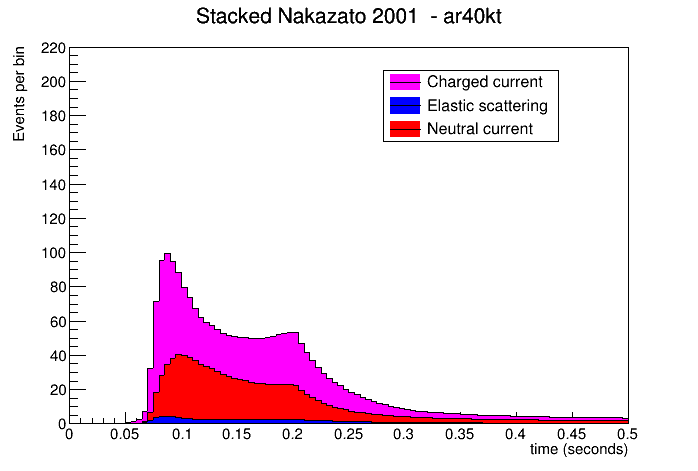 Stacked Nakazato 2001  - ar40kt
Events per bin
220
200
180
160
140
120
100
80
60
40
20
0
Charged current
Elastic scattering
Neutral current
0 0.05 0.1 0.15 0.2 0.25 0.3 0.35 0.4 0.45 0.5
time (seconds)